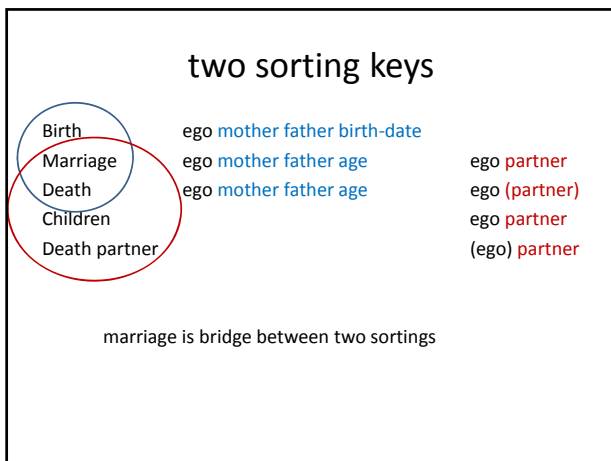 two sorting keys
Birth ego mother father birth-date
Marriage ego mother father age ego partner
Death ego mother father age ego (partner)
Children ego partner
Death partner (ego) partner
marriage is bridge between two sortings